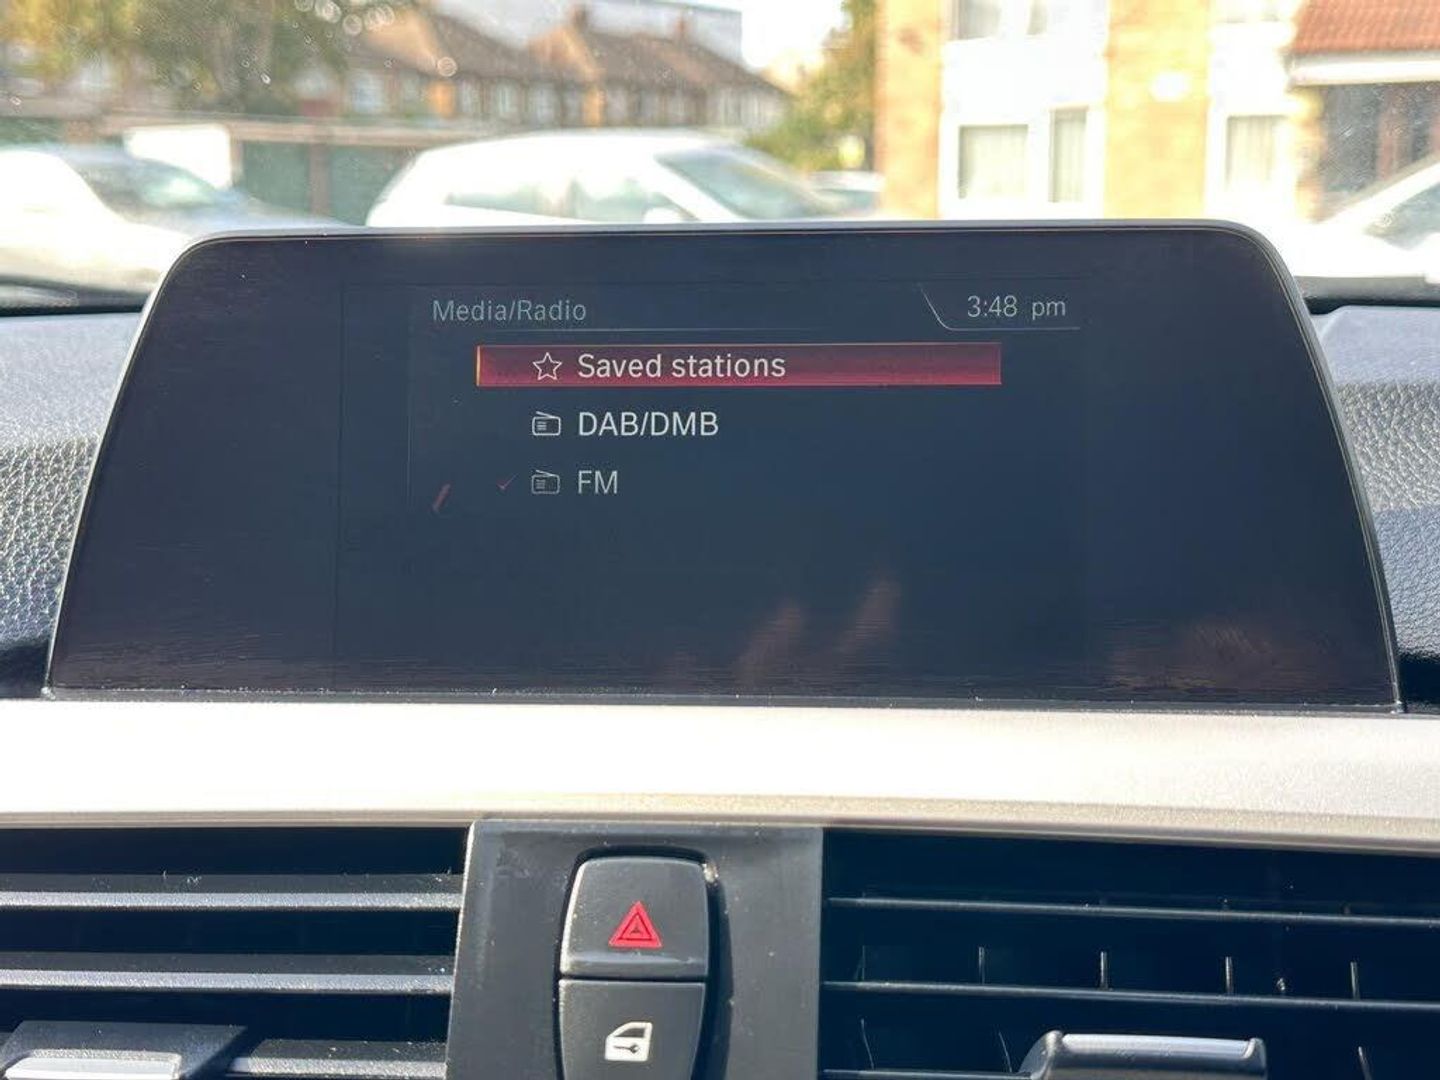 Media/Radio
3:48 pm
Saved stations
DAB/DMB
FM